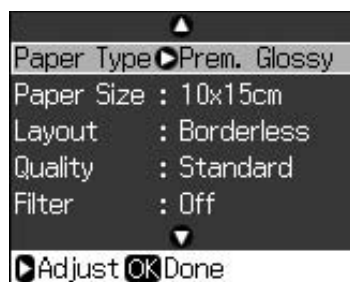 Paper Type Prem. Glossy
Paper Size : 10x15cm
Layout : Borderless
Quality : Standard
Filter : Off
Adjust OK Done